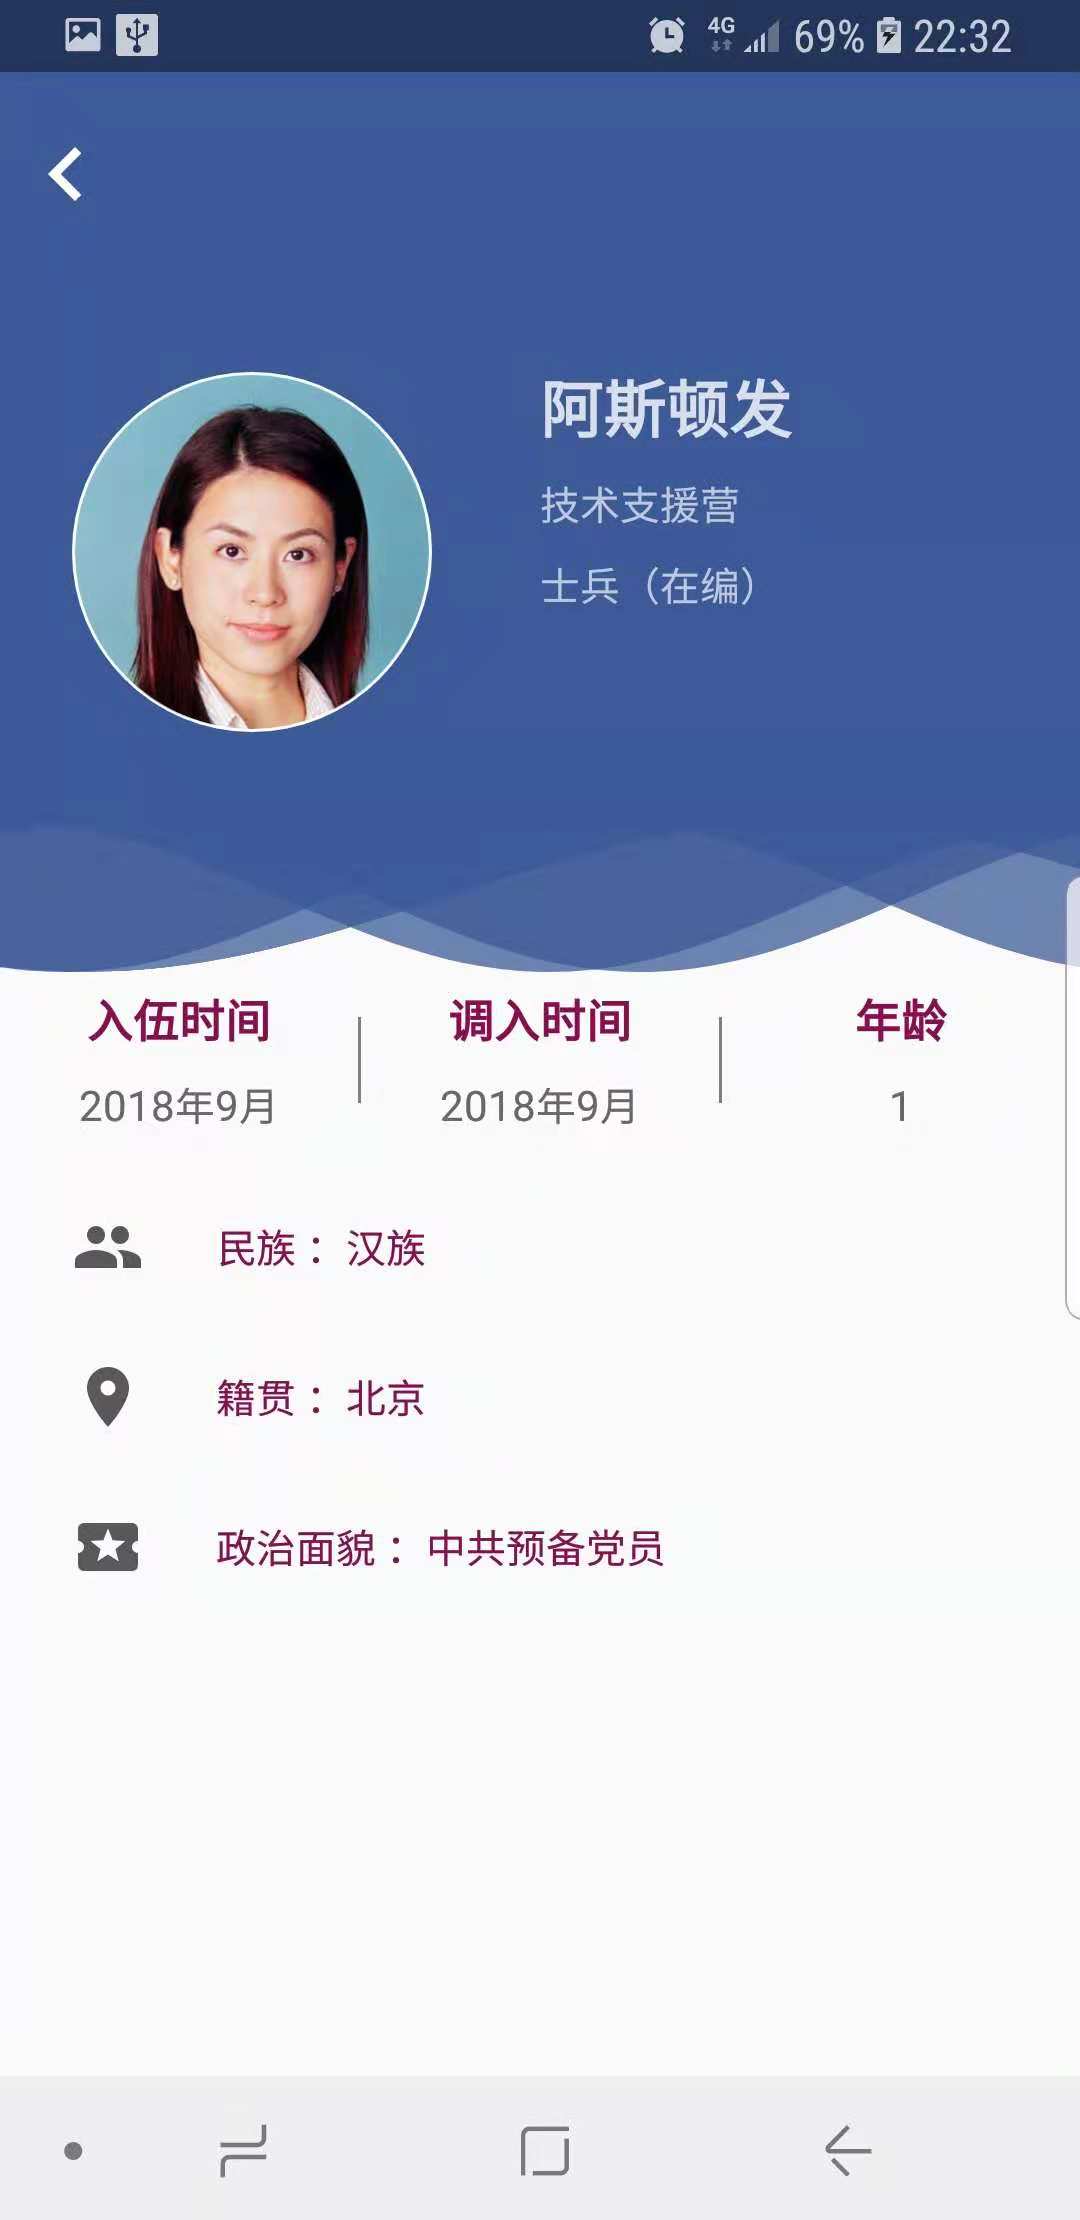 4G 69% 22:32
阿斯顿发
技术支援营
士兵（在编）
入伍时间 调入时间 年龄
2018年9月 2018年9月 1
民族：汉族
籍贯：北京
政治面貌：中共预备党员